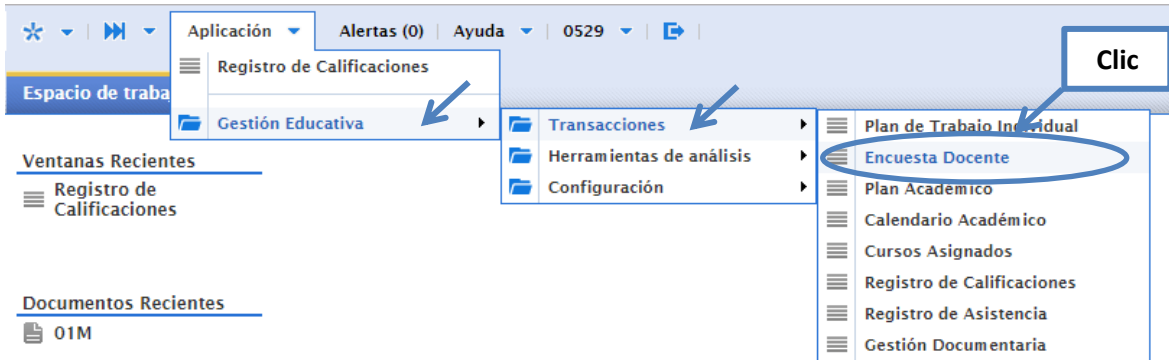 Aplicación
Alertas (0)
Ayuda
0529
Clic
Registro de Calificaciones
Espacio de traba
Gestión Educativa
Transacciones
Herramientas de análisis
Configuración
Plan de Trabajo Individual
Encuesta Docente
Plan Académico
Calendario Académico
Cursos Asignados
Registro de Calificaciones
Registro de Asistencia
Gestión Documentaria
Ventanas Recientes
Registro de
Calificaciones
Documentos Recientes
01M